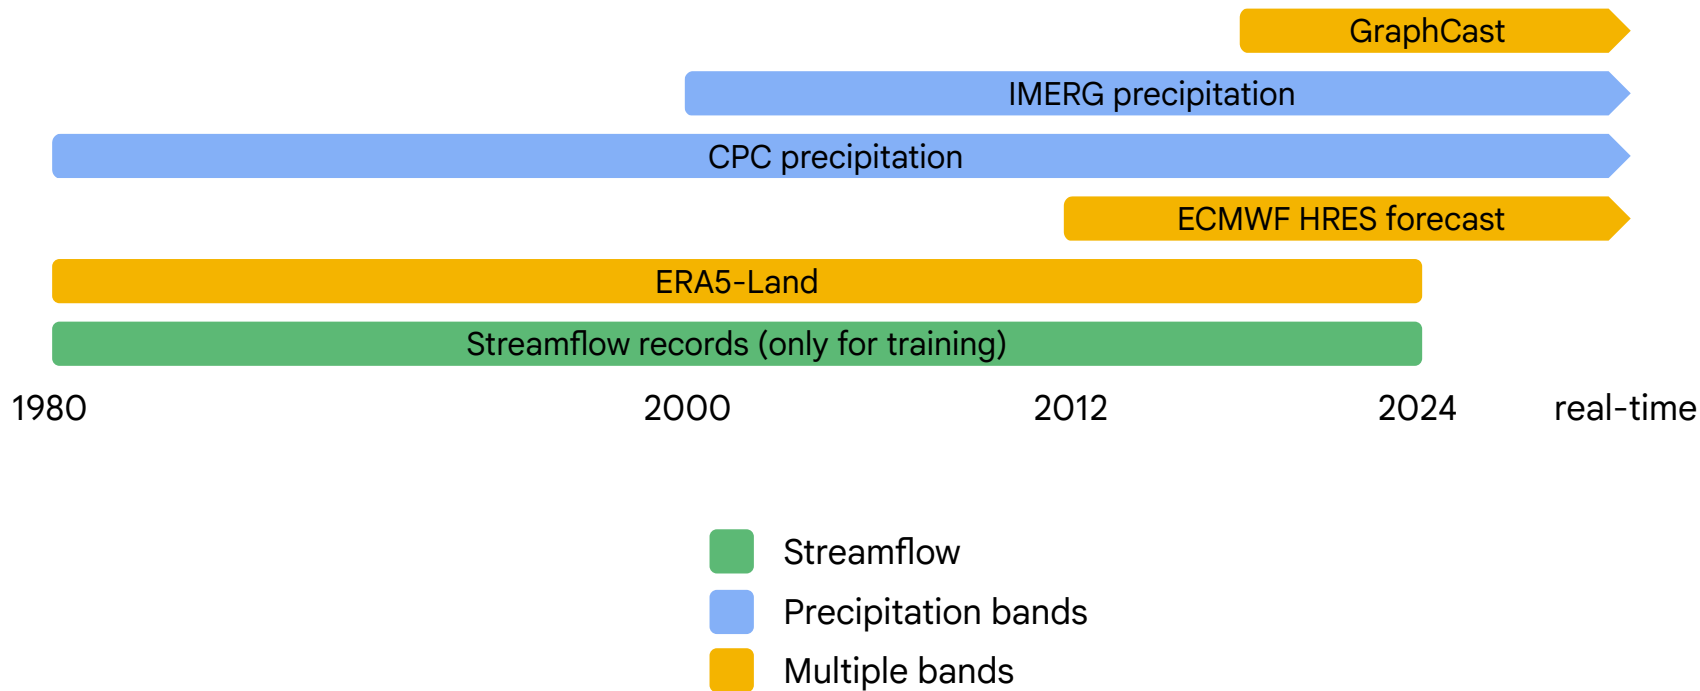 GraphCast
IMERG precipitation
CPC precipitation
ECMWF HRES forecast
ERA5-Land
Streamflow records (only for training)
1980 2000 2012 2024 real-time
Streamflow
Precipitation bands
Multiple bands